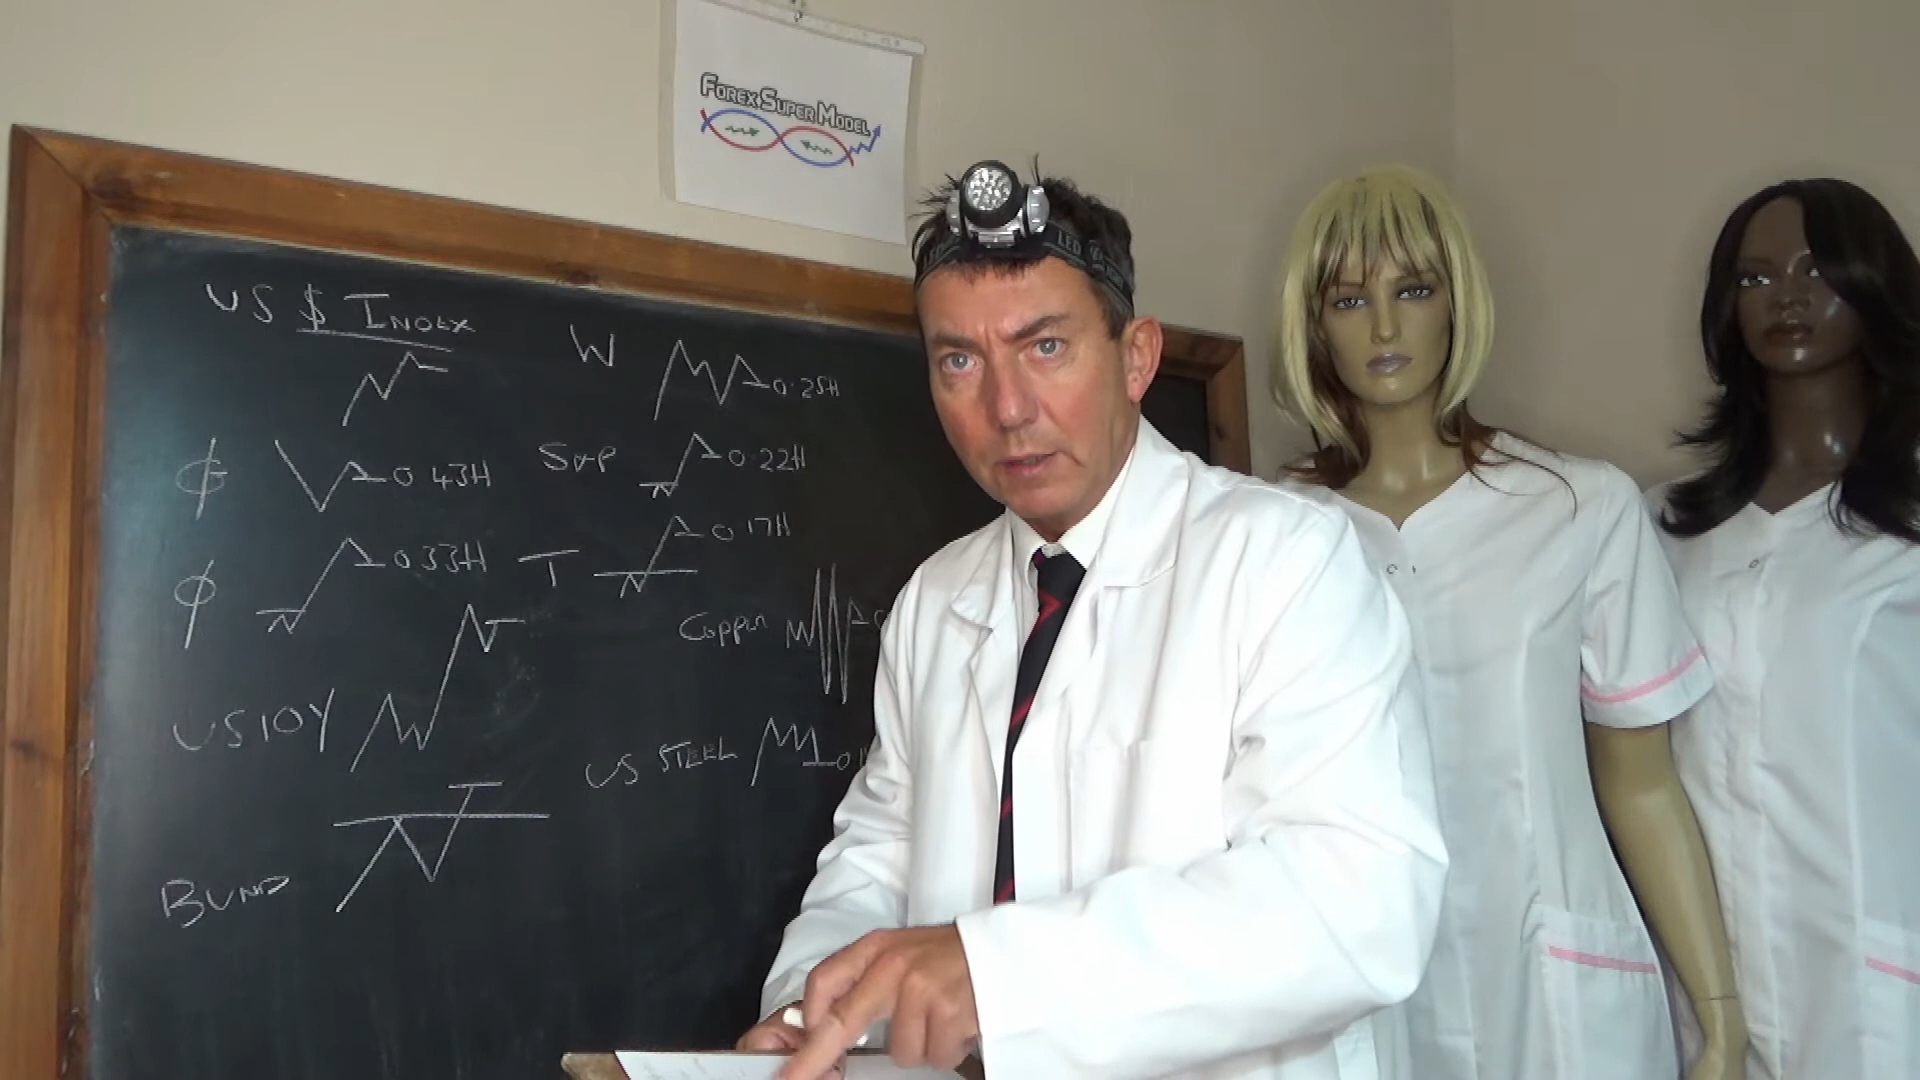 FOREX SUPER MODEL
LED
US $ INDEX
W 0.25H
0.43H
S&P 0.22H
0.33H
T 0.17H
Copper
US10Y
US STEEL
BUND